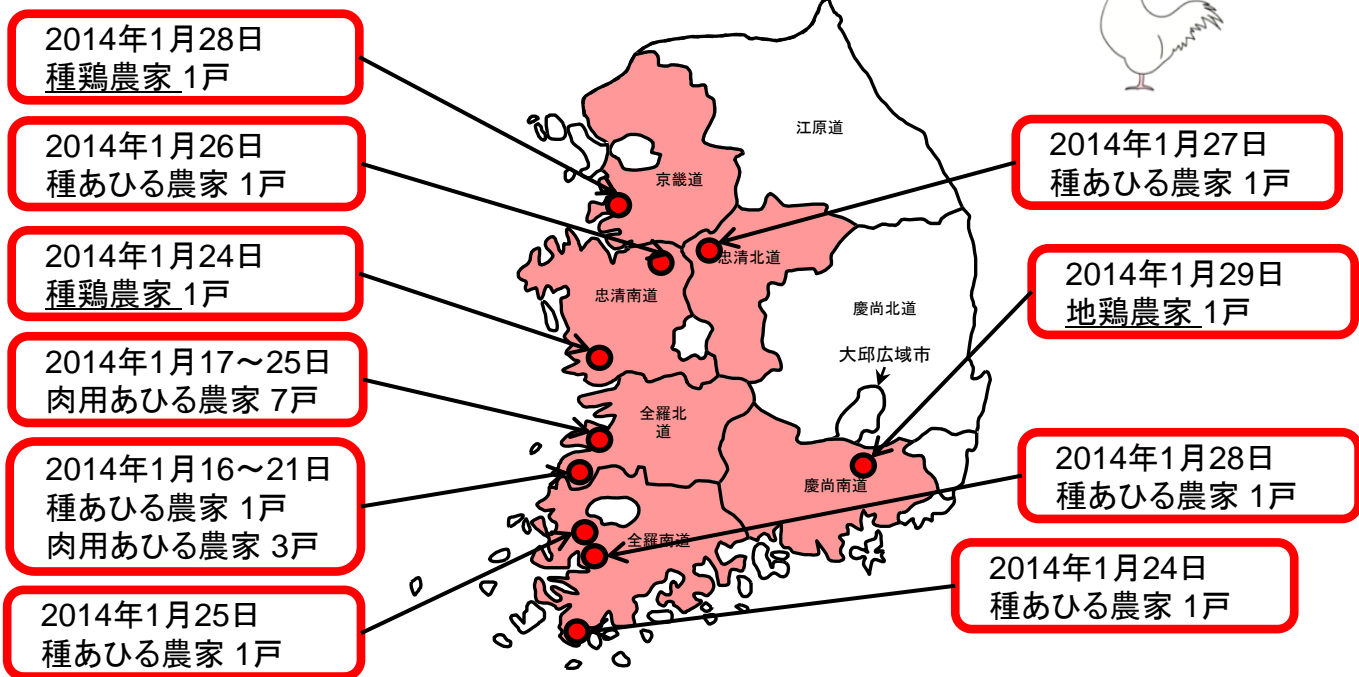 2014年1月28日
種鶏農家 1戸
2014年1月26日
種あひる農家 1戸
2014年1月24日
種鶏農家 1戸
2014年1月17～25日
肉用あひる農家 7戸
2014年1月16～21日
種あひる農家 1戸
肉用あひる農家 3戸
2014年1月25日
種あひる農家 1戸
江原道
京畿道
忠清北道
忠清南道
慶尚北道
大邱広域市
全羅北
道
慶尚南道
全羅南道
2014年1月27日
種あひる農家 1戸
2014年1月29日
地鶏農家 1戸
2014年1月28日
種あひる農家 1戸
2014年1月24日
種あひる農家 1戸